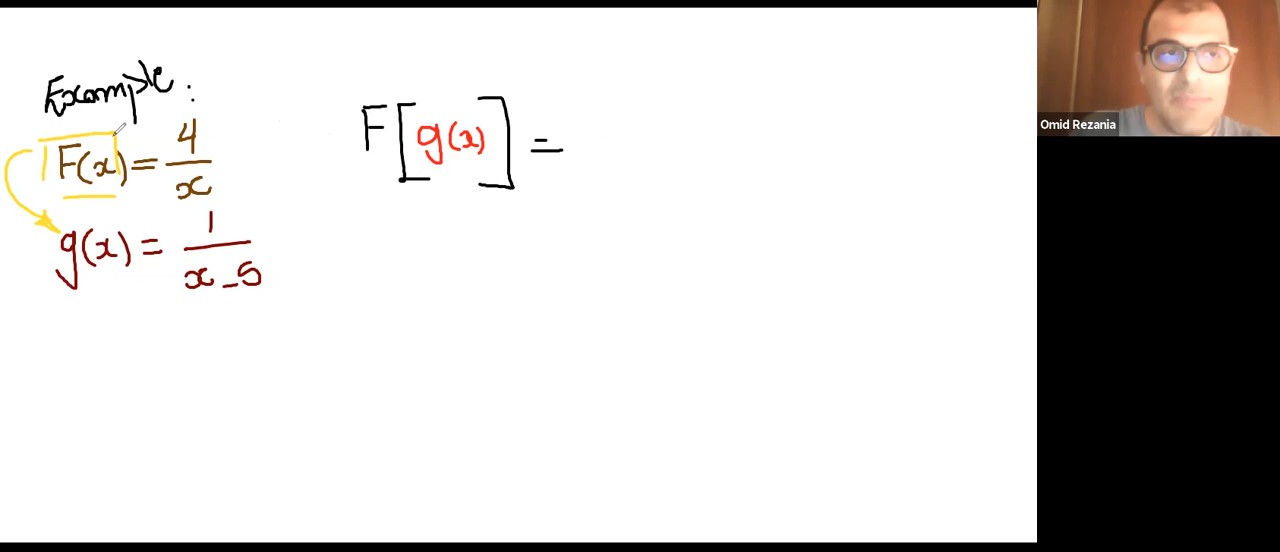 Example:
F(x) = 4/x
g(x) = 1/(x-5)
F[g(x)] =
Omid Rezania